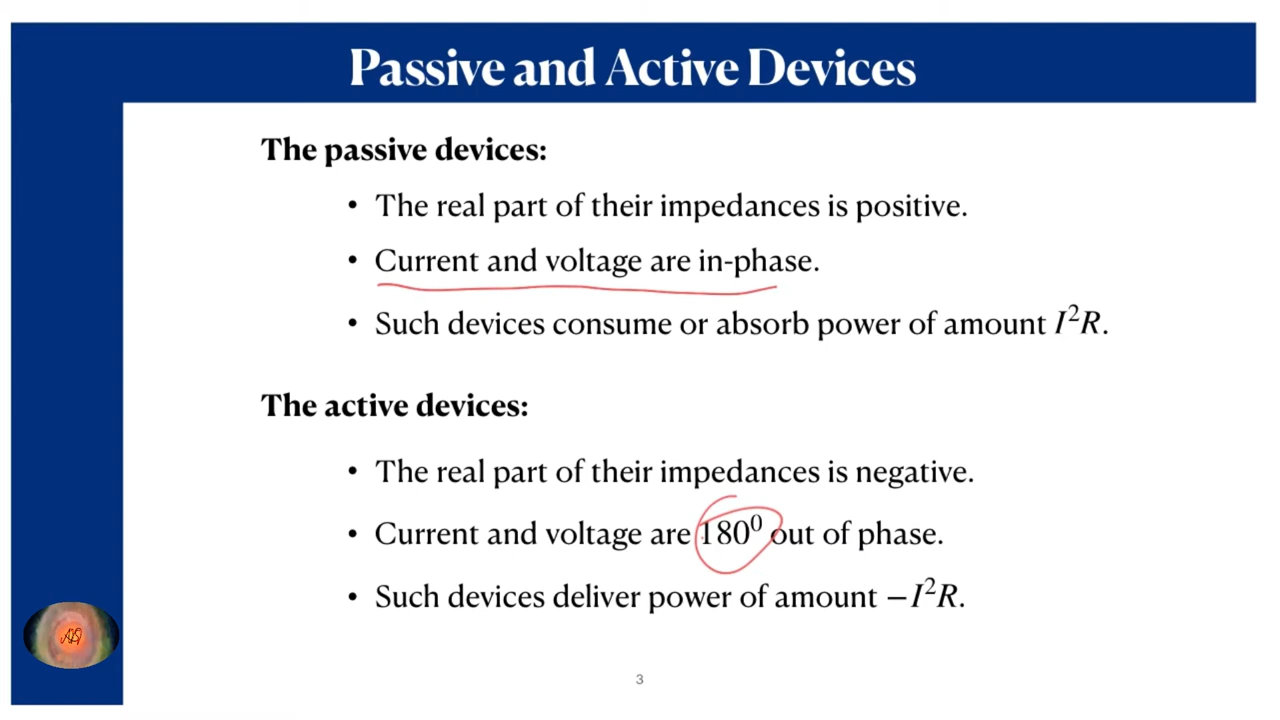 Passive and Active Devices
The passive devices:
• The real part of their impedances is positive.
• Current and voltage are in-phase.
• Such devices consume or absorb power of amount I²R.
The active devices:
• The real part of their impedances is negative.
• Current and voltage are 180⁰ out of phase.
• Such devices deliver power of amount −I²R.
3